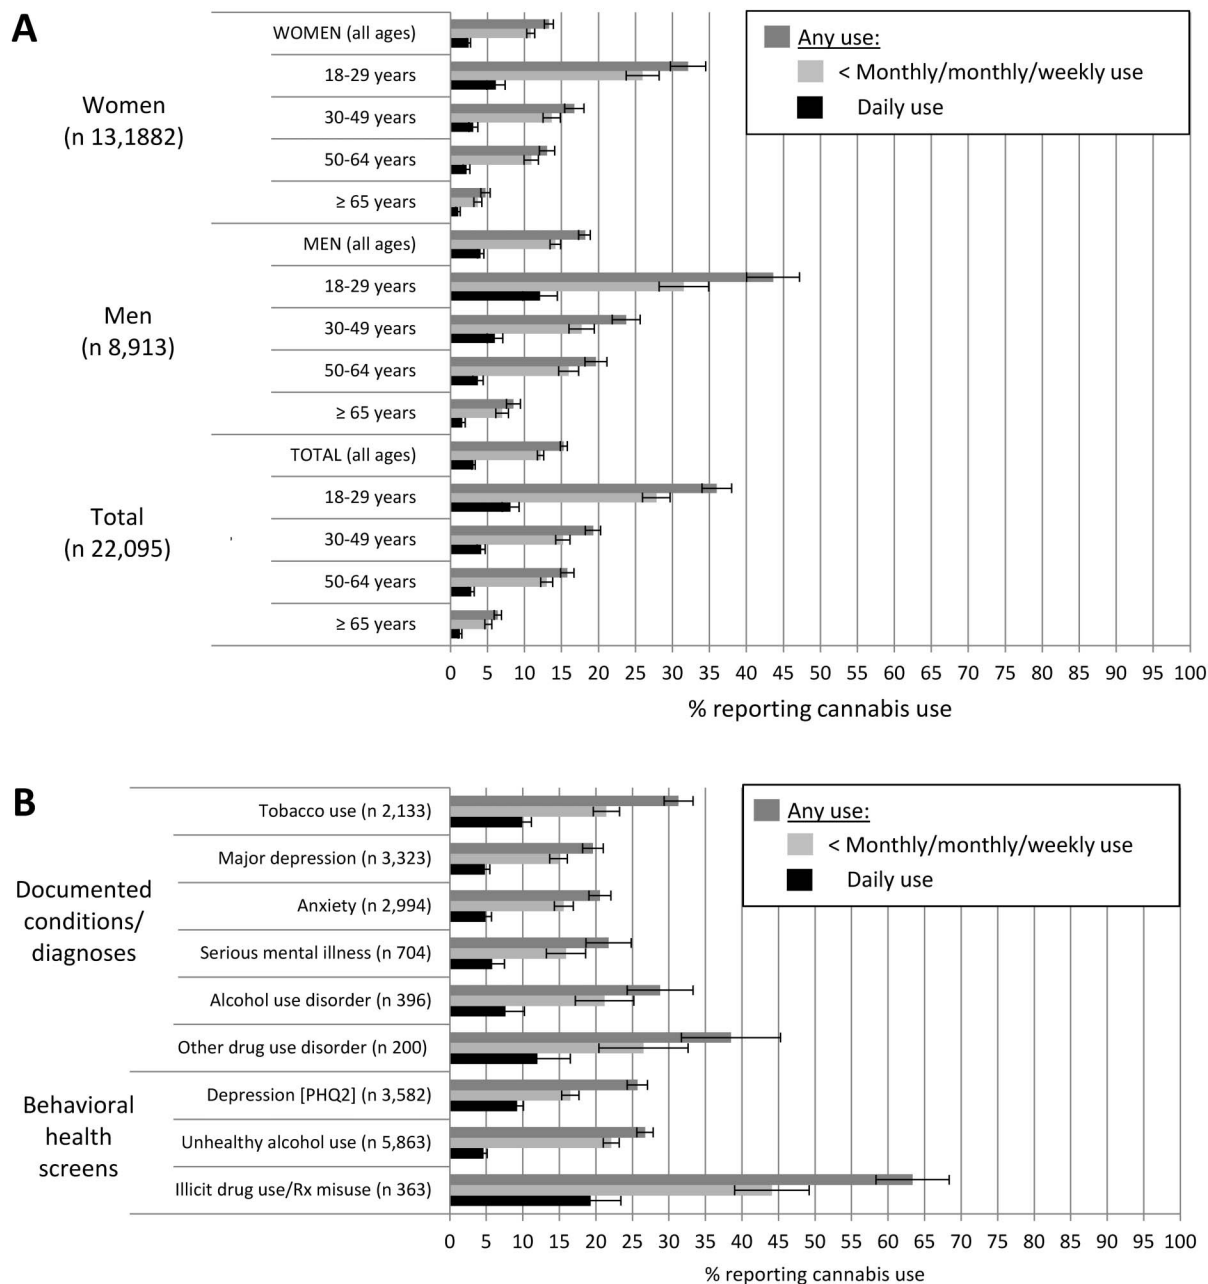 A
WOMEN (all ages)
18-29 years
30-49 years
50-64 years
≥ 65 years
Women
(n 13,1882)
MEN (all ages)
18-29 years
30-49 years
50-64 years
≥ 65 years
Men
(n 8,913)
TOTAL (all ages)
18-29 years
30-49 years
50-64 years
≥ 65 years
Total
(n 22,095)
Any use:
< Monthly/monthly/weekly use
Daily use
0 5 10 15 20 25 30 35 40 45 50 55 60 65 70 75 80 85 90 95 100
% reporting cannabis use
B
Documented
conditions/
diagnoses
Tobacco use (n 2,133)
Major depression (n 3,323)
Anxiety (n 2,994)
Serious mental illness (n 704)
Alcohol use disorder (n 396)
Other drug use disorder (n 200)
Behavioral
health
screens
Depression [PHQ2] (n 3,582)
Unhealthy alcohol use (n 5,863)
Illicit drug use/Rx misuse (n 363)
Any use:
< Monthly/monthly/weekly use
Daily use
0 5 10 15 20 25 30 35 40 45 50 55 60 65 70 75 80 85 90 95 100
% reporting cannabis use